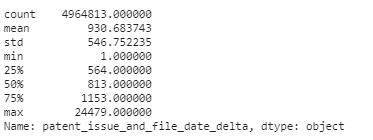 count    4964813.000000
mean         930.683743
std          546.752235
min            1.000000
25%          564.000000
50%          813.000000
75%         1153.000000
max        24479.000000
Name: patent_issue_and_file_date_delta, dtype: object